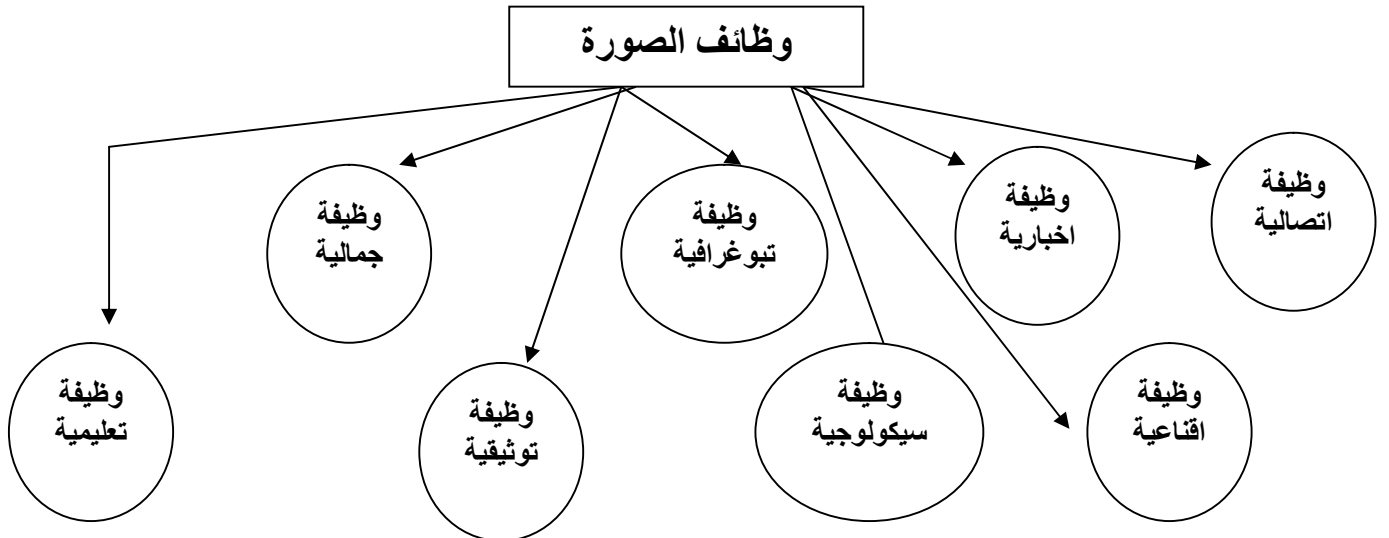 وظائف الصورة
وظيفة
اتصالية
وظيفة
اخبارية
وظيفة
تبوغرافية
وظيفة
جمالية
وظيفة
اقناعية
وظيفة
سيكولوجية
وظيفة
توثيقية
وظيفة
تعليمية